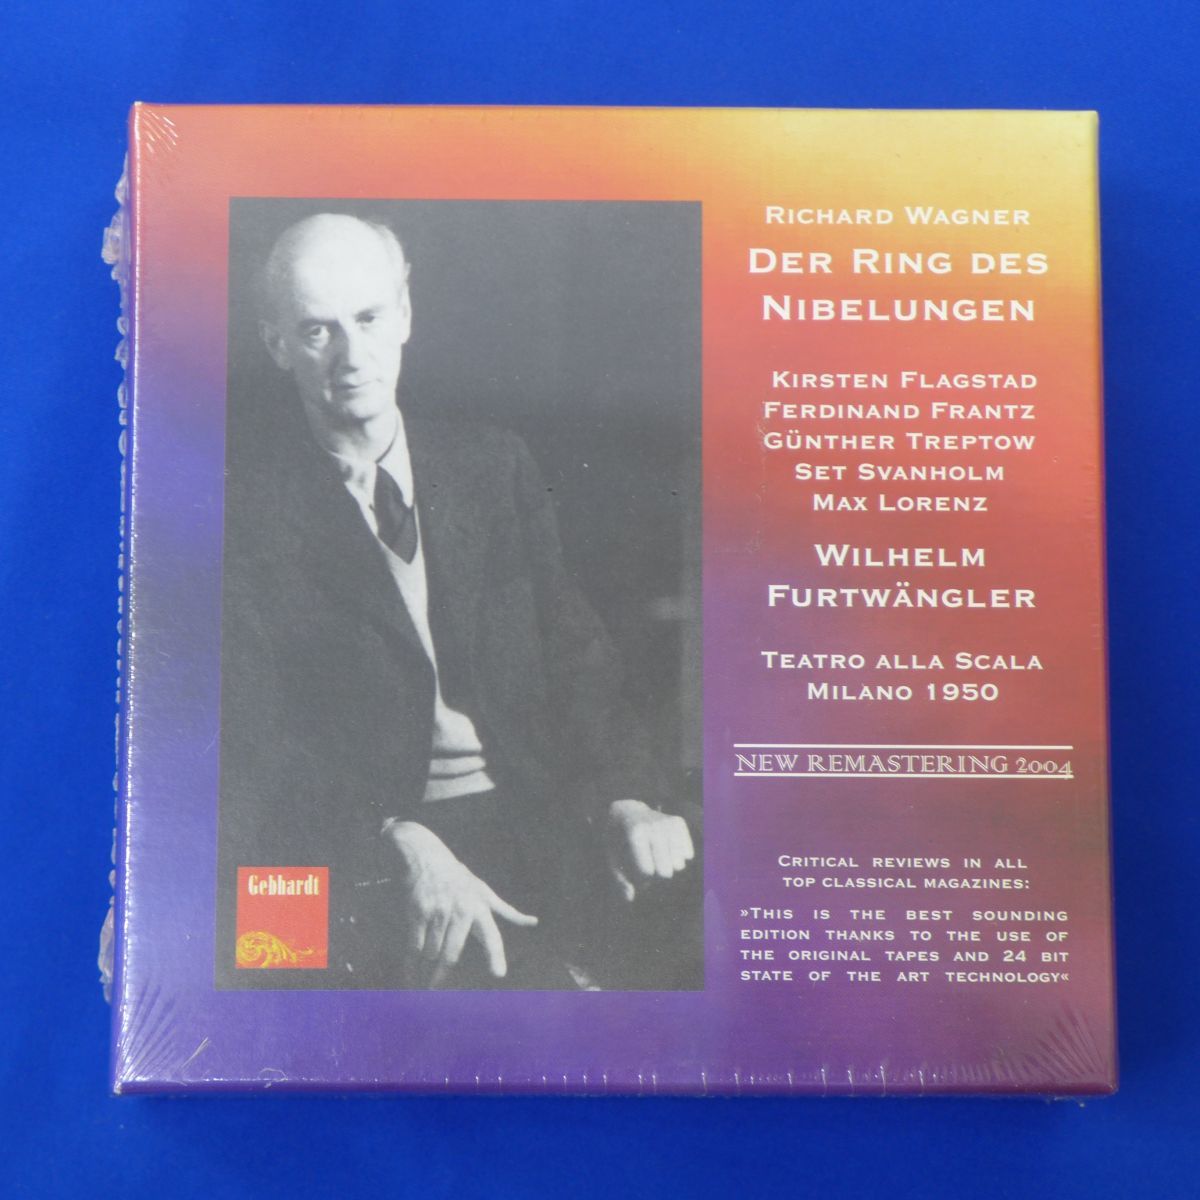 RICHARD WAGNER
DER RING DES
NIBELUNGEN
KIRSTEN FLAGSTAD
FERDINAND FRANTZ
GÜNTHER TREPTOW
SET SVANHOLM
MAX LORENZ
WILHELM
FURTWÄNGLER
TEATRO ALLA SCALA
MILANO 1950
NEW REMASTERING 2004
CRITICAL REVIEWS IN ALL
TOP CLASSICAL MAGAZINES:
»THIS IS THE BEST SOUNDING
EDITION THANKS TO THE USE OF
THE ORIGINAL TAPES AND 24 BIT
STATE OF THE ART TECHNOLOGY«
Gebhardt